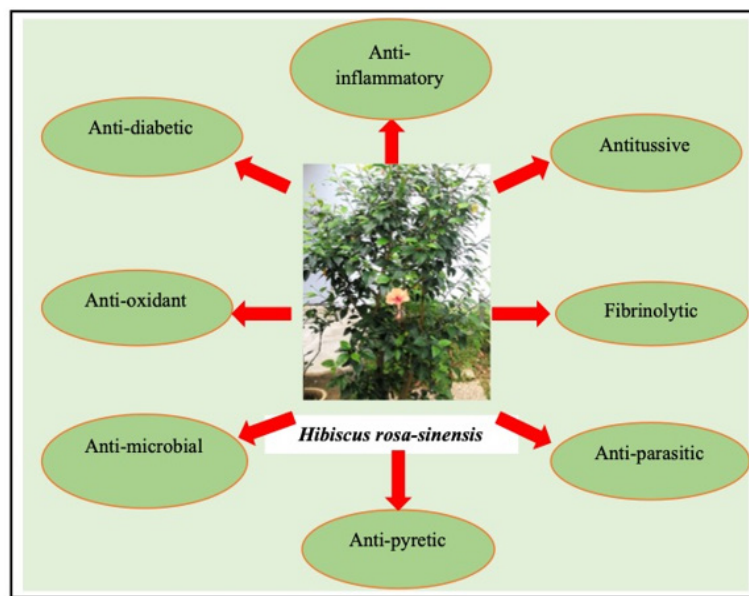 Anti-
inflammatory
Anti-diabetic
Antitussive
Anti-oxidant
Fibrinolytic
Anti-microbial
Hibiscus rosa-sinensis
Anti-parasitic
Anti-pyretic